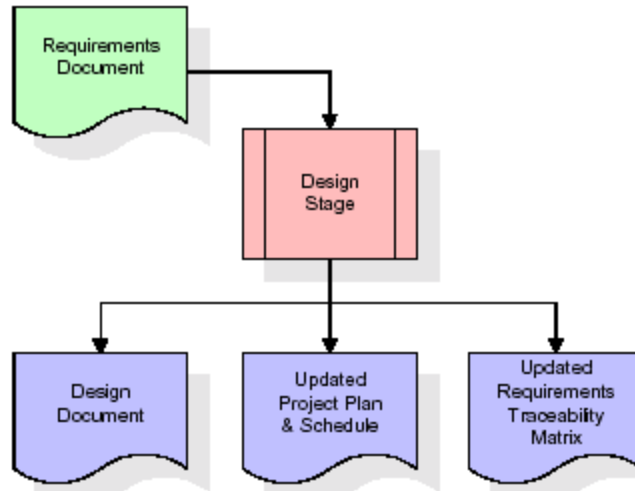 Requirements
Document
Design
Stage
Design
Document
Updated
Project Plan
& Schedule
Updated
Requirements
Traceability
Matrix